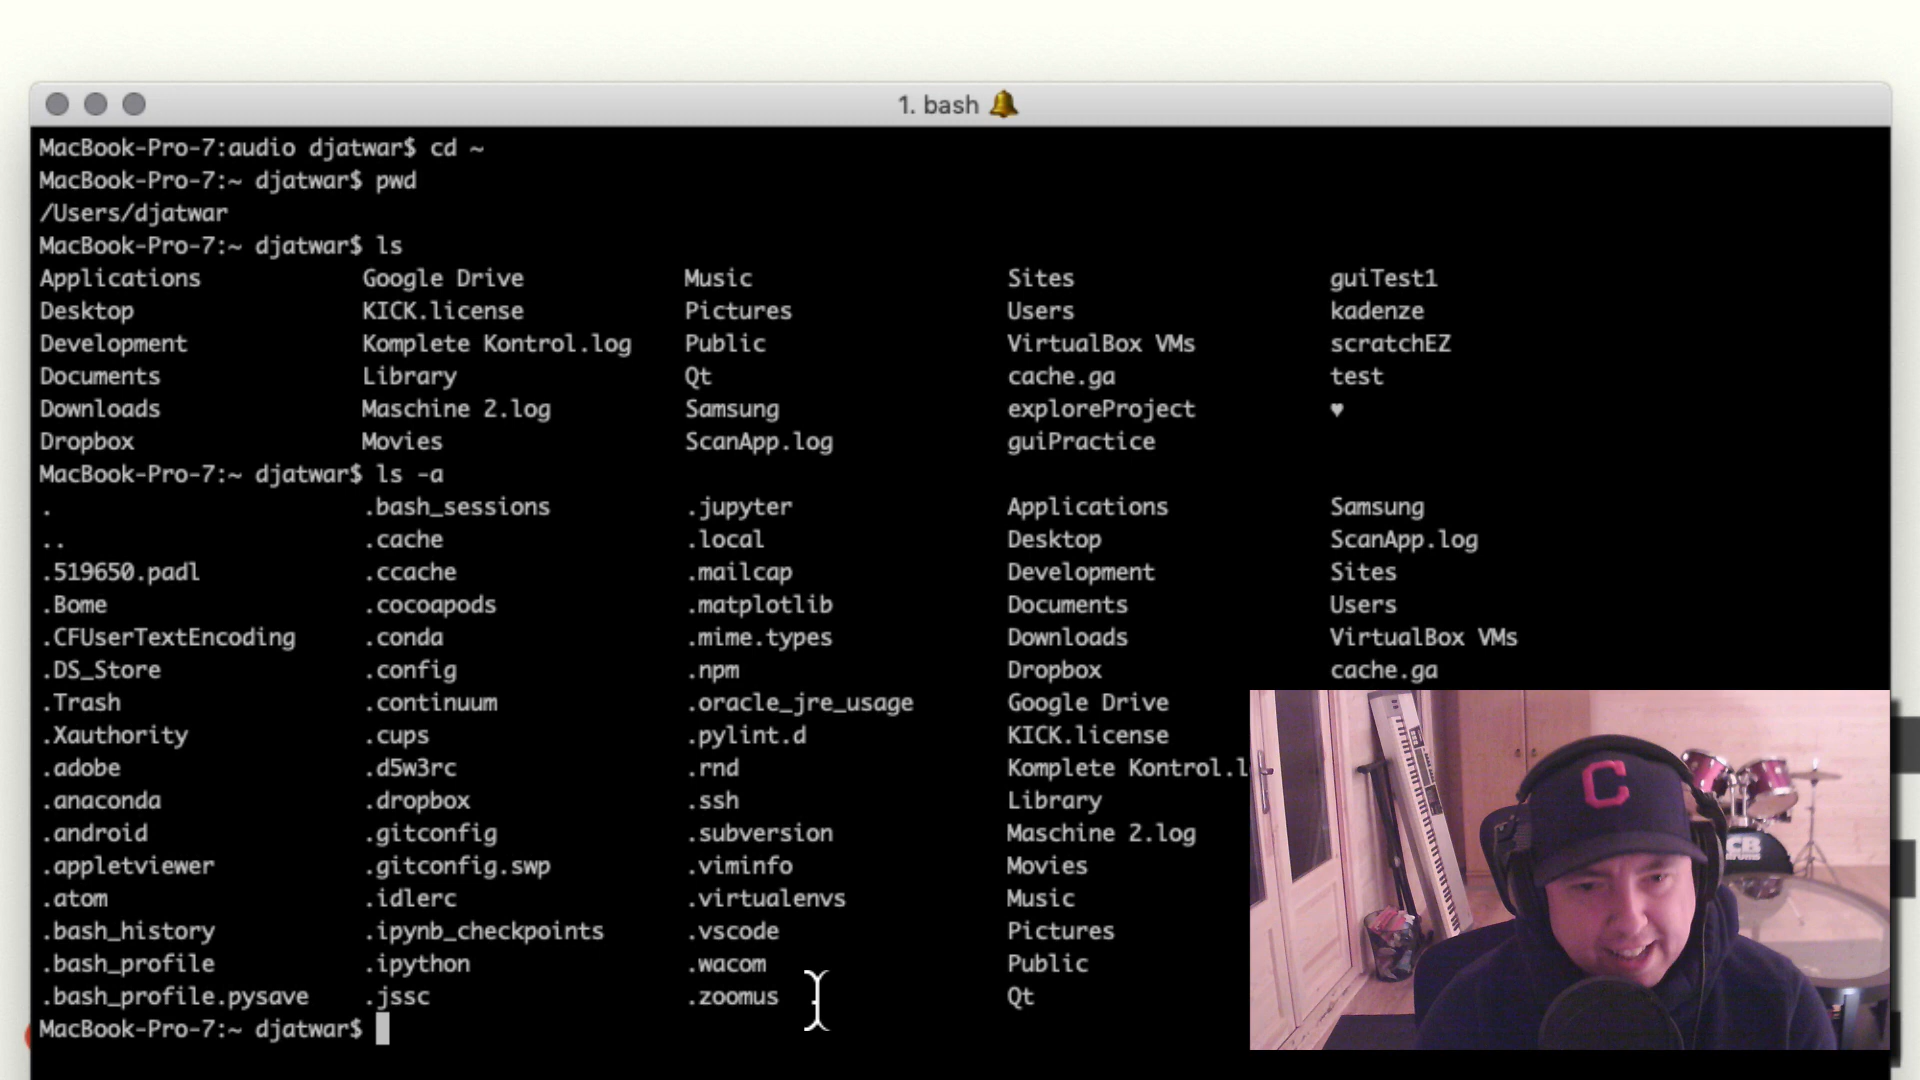 1. bash 🔔
MacBook-Pro-7:audio djatwar$ cd ~
MacBook-Pro-7:~ djatwar$ pwd
/Users/djatwar
MacBook-Pro-7:~ djatwar$ ls
Applications Google Drive Music Sites guiTest1
Desktop KICK.license Pictures Users kadenze
Development Komplete Kontrol.log Public VirtualBox VMs scratchEZ
Documents Library Qt cache.ga test
Downloads Maschine 2.log Samsung exploreProject ♥
Dropbox Movies ScanApp.log guiPractice
MacBook-Pro-7:~ djatwar$ ls -a
. .bash_sessions .jupyter Applications Samsung
.. .cache .local Desktop ScanApp.log
.519650.padl .ccache .mailcap Development Sites
.Bome .cocoapods .matplotlib Documents Users
.CFUserTextEncoding .conda .mime.types Downloads VirtualBox VMs
.DS_Store .config .npm Dropbox cache.ga
.Trash .continuum .oracle_jre_usage Google Drive
.Xauthority .cups .pylint.d KICK.license
.adobe .d5w3rc .rnd Komplete Kontrol.l
.anaconda .dropbox .ssh Library
.android .gitconfig .subversion Maschine 2.log
.appletviewer .gitconfig.swp .viminfo Movies
.atom .idlerc .virtualenvs Music
.bash_history .ipynb_checkpoints .vscode Pictures
.bash_profile .ipython .wacom Public
.bash_profile.pysave .jssc .zoomus Qt
MacBook-Pro-7:~ djatwar$
C
CB